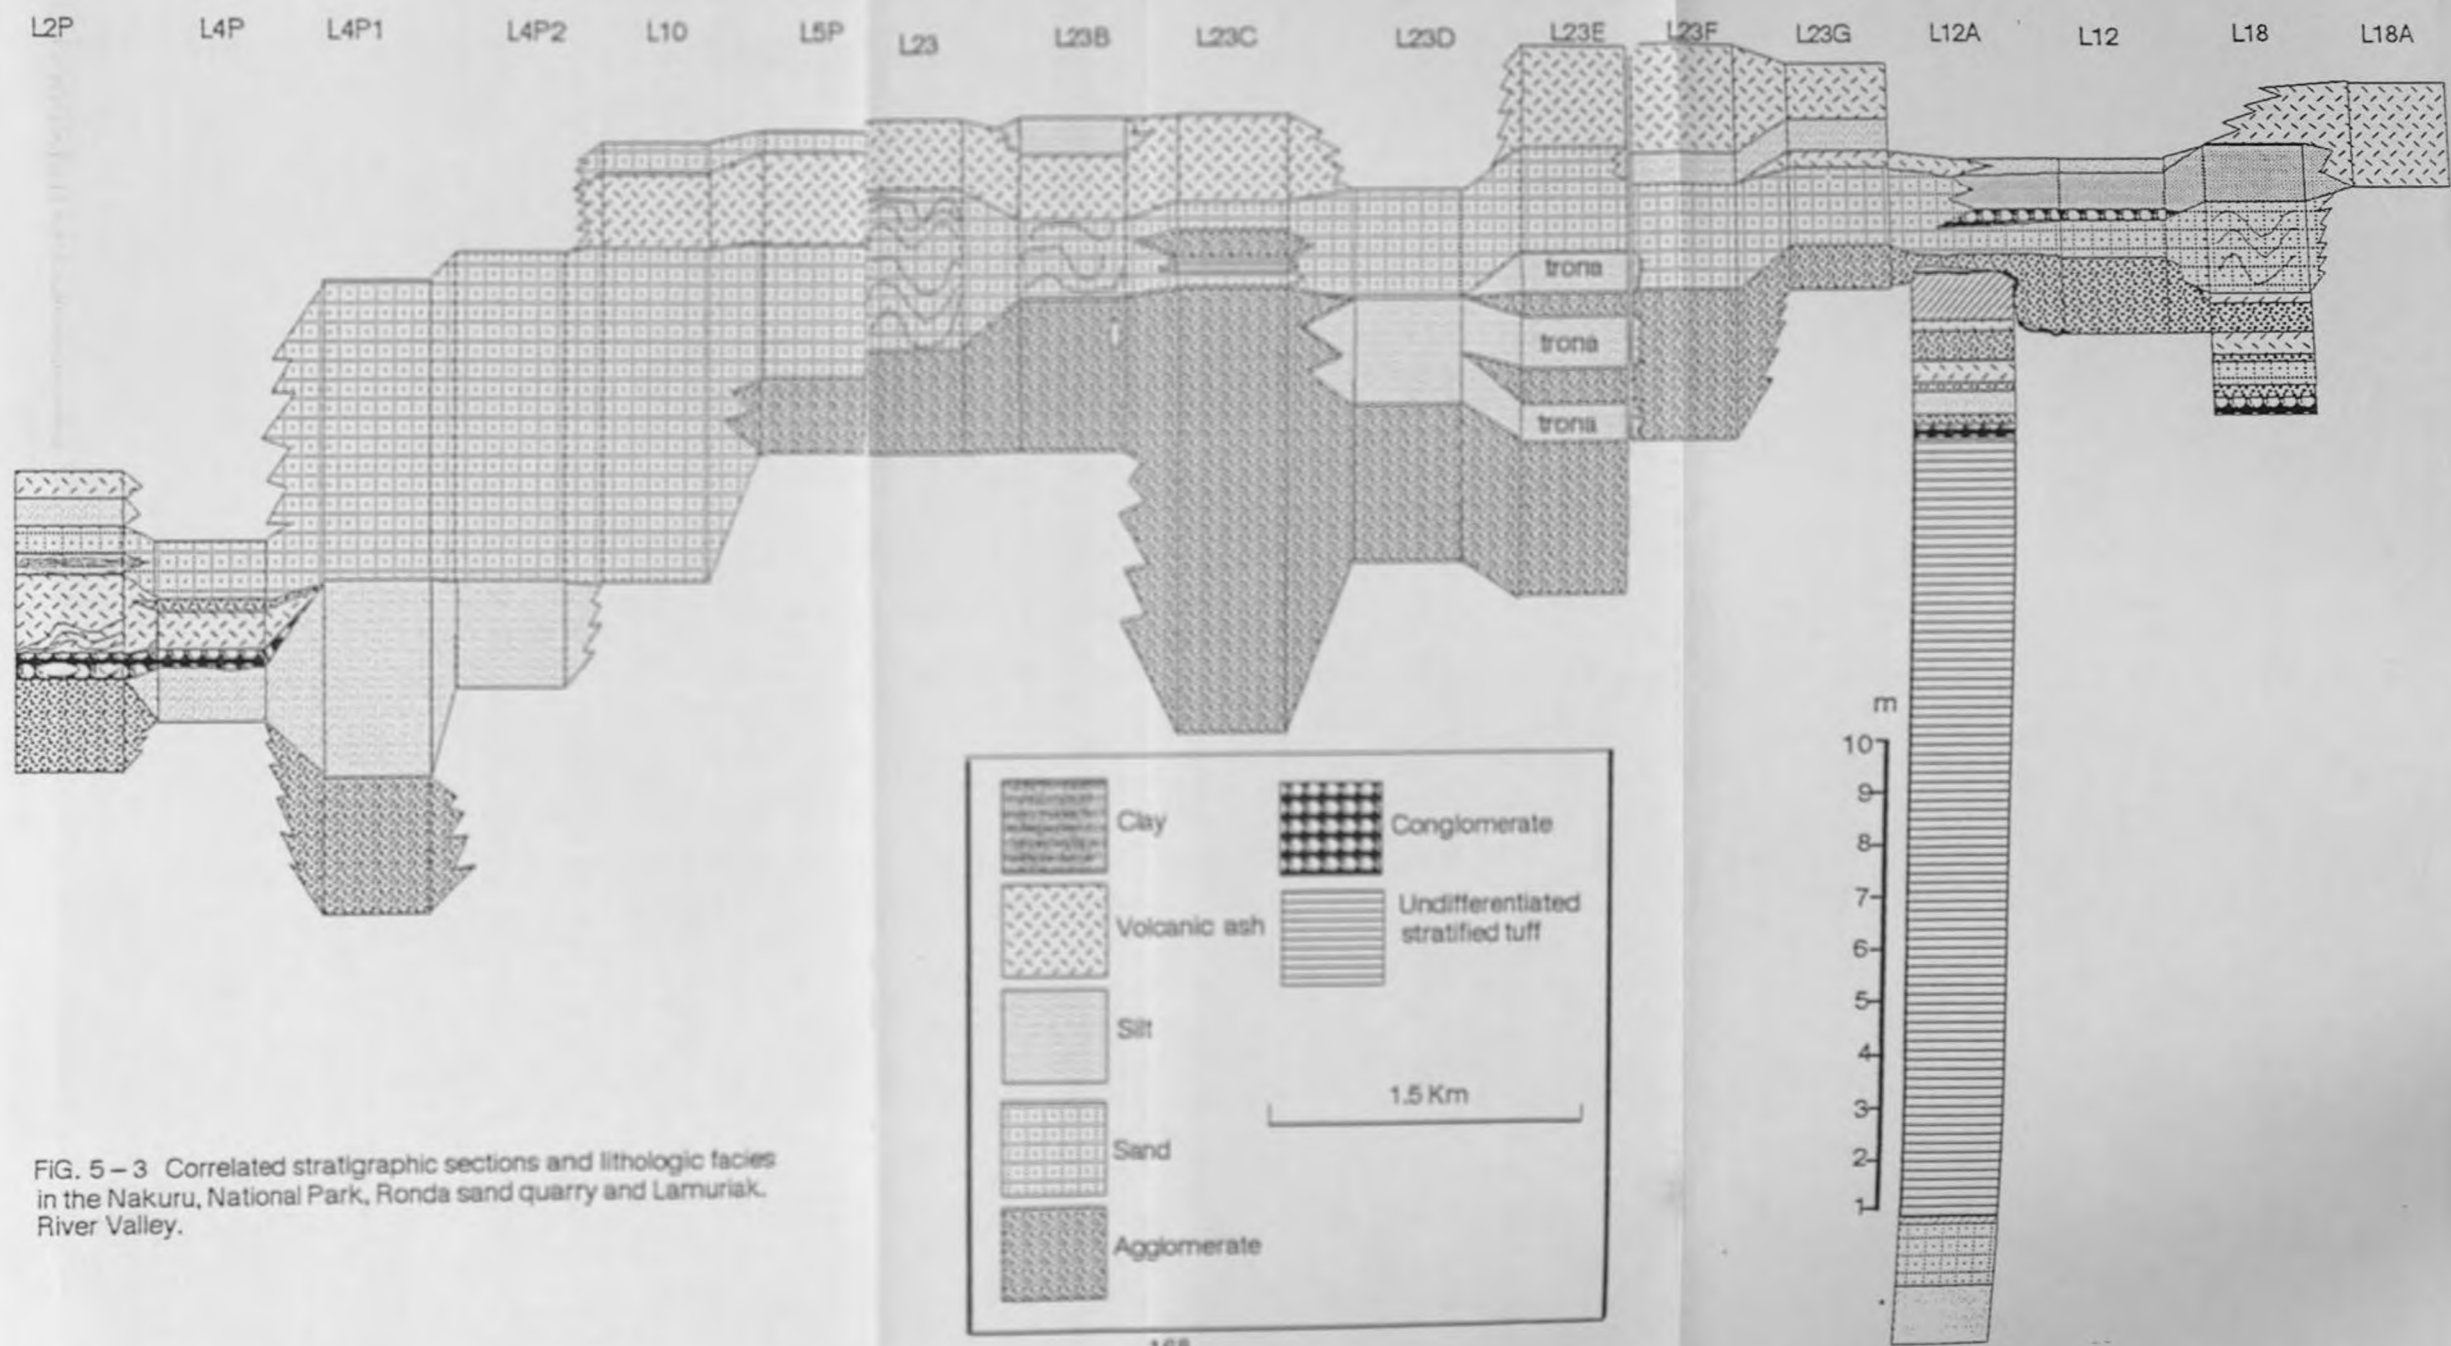 L2P L4P L4P1 L4P2 L10 L5P L23 L23B L23C L23D L23E L23F L23G L12A L12 L18 L18A
trona
trona
trona
m
10
9
8
7
6
5
4
3
2
1
Clay
Volcanic ash
Silt
Sand
Agglomerate
Conglomerate
Undifferentiated
stratified tuff
1.5 Km
FiG. 5 – 3 Correlated stratigraphic sections and lithologic facies
in the Nakuru, National Park, Ronda sand quarry and Lamuriak.
River Valley.